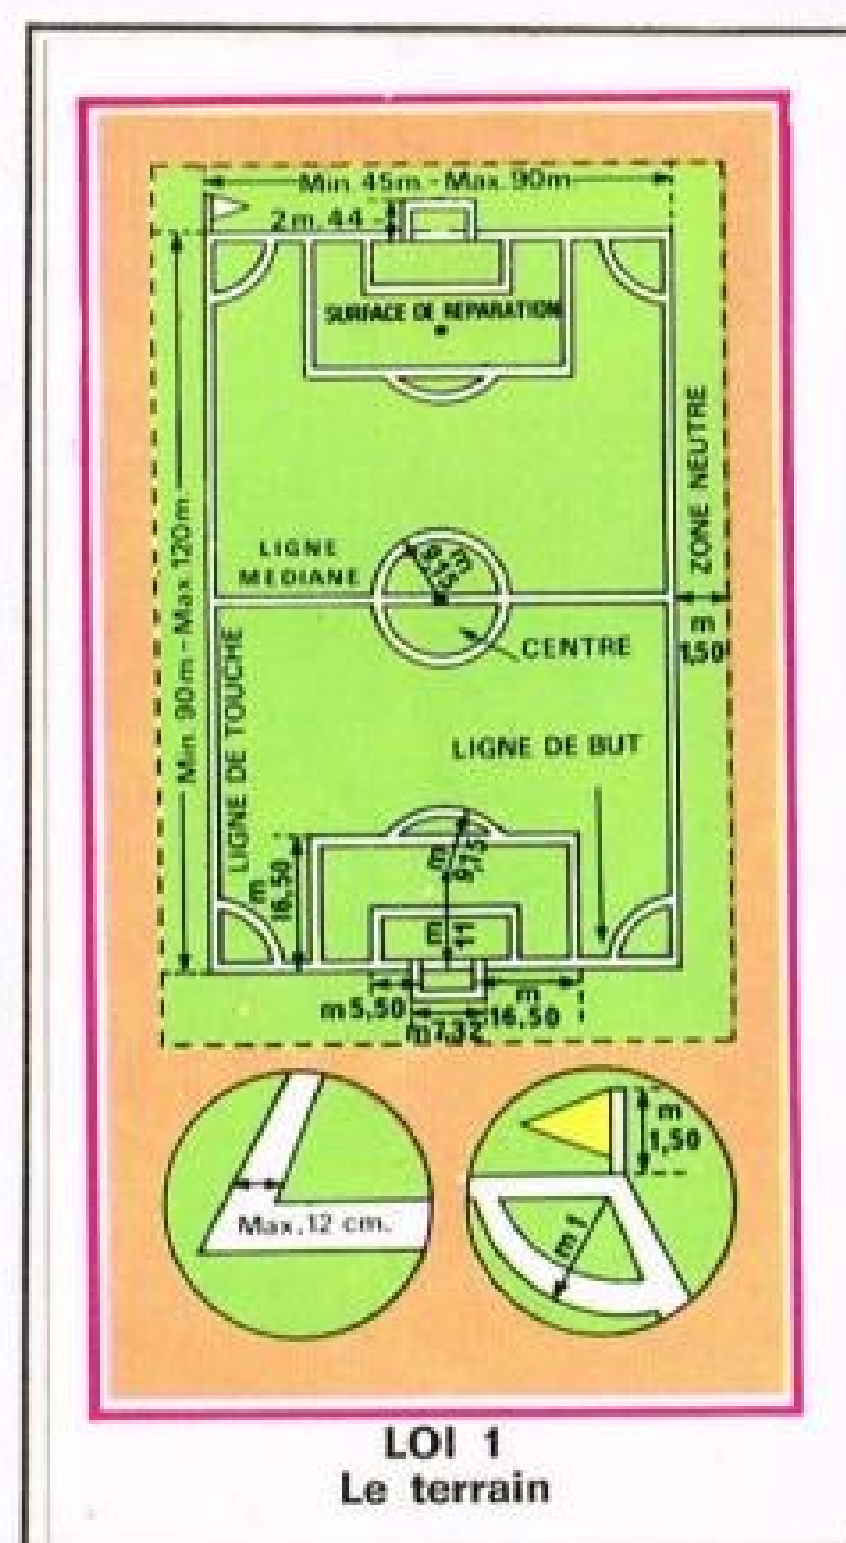 Min. 45m. - Max. 90m
2m. 44
SURFACE DE REPARATION
ZONE NEUTRE
Min. 90m - Max. 120m
LIGNE
MEDIANE
m
9,15
m
1,50
CENTRE
LIGNE DE TOUCHE
LIGNE DE BUT
m
16,50
m
9,15
m
11
m 5,50
m
16,50
m 7,32
Max. 12 cm.
m
1,50
m 1
LOI 1
Le terrain